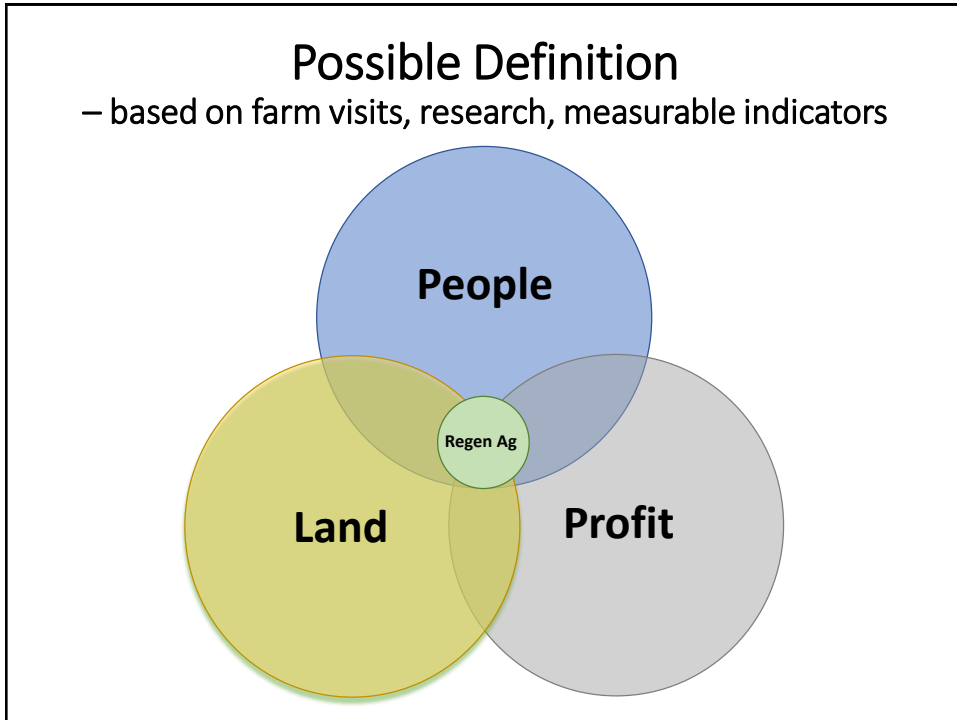 Possible Definition
– based on farm visits, research, measurable indicators
People
Regen Ag
Land
Profit